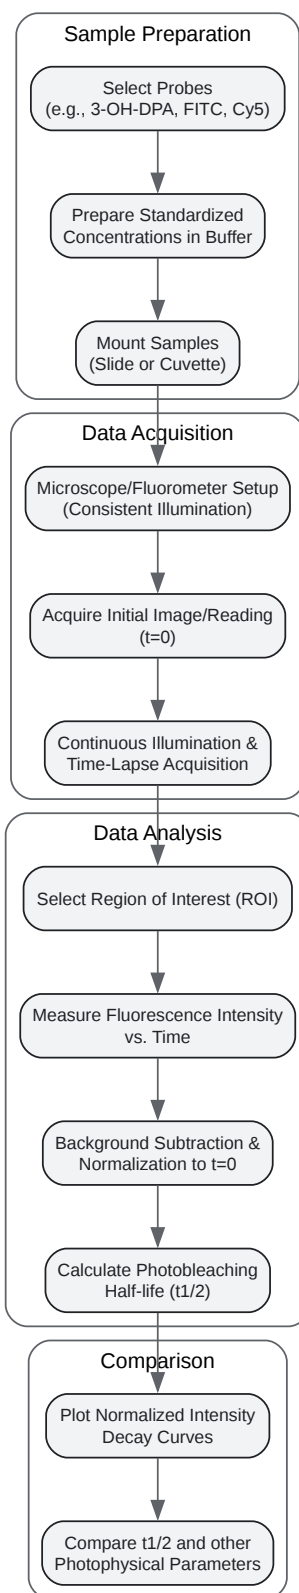 Sample Preparation
Select Probes
(e.g., 3-OH-DPA, FITC, Cy5)
Prepare Standardized
Concentrations in Buffer
Mount Samples
(Slide or Cuvette)
Data Acquisition
Microscope/Fluorometer Setup
(Consistent Illumination)
Acquire Initial Image/Reading
(t=0)
Continuous Illumination &
Time-Lapse Acquisition
Data Analysis
Select Region of Interest (ROI)
Measure Fluorescence Intensity
vs. Time
Background Subtraction &
Normalization to t=0
Calculate Photobleaching
Half-life (t1/2)
Comparison
Plot Normalized Intensity
Decay Curves
Compare t1/2 and other
Photophysical Parameters